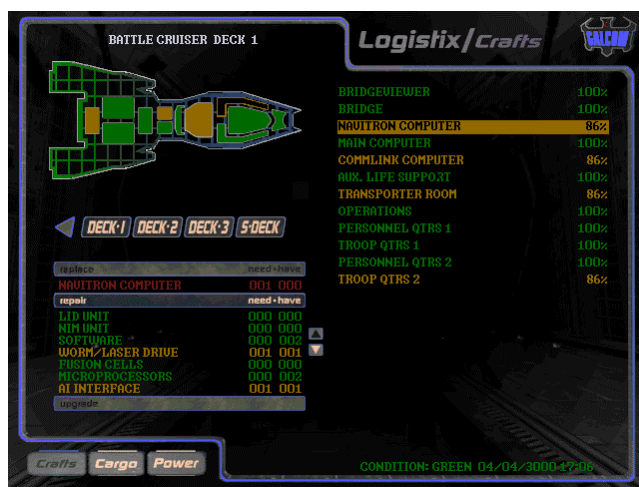 BATTLE CRUISER DECK 1
Logistix/Crafts
GALCOM
BRIDGEVIEWER 100%
BRIDGE 100%
NAVITRON COMPUTER 86%
MAIN COMPUTER 100%
COMMLINK COMPUTER 86%
AUX. LIFE SUPPORT 100%
TRANSPORTER ROOM 86%
OPERATIONS 100%
PERSONNEL QTRS 1 100%
TROOP QTRS 1 100%
PERSONNEL QTRS 2 100%
TROOP QTRS 2 86%
DECK·1 DECK·2 DECK·3 S·DECK
replace need·have
NAVITRON COMPUTER 001 000
repair need·have
LID UNIT 000 000
NIM UNIT 000 000
SOFTWARE 000 002
WORM/LASER DRIVE 001 001
FUSION CELLS 000 000
MICROPROCESSORS 000 002
AI INTERFACE 001 001
upgrade
Crafts Cargo Power
CONDITION: GREEN 04/04/3000 17:06